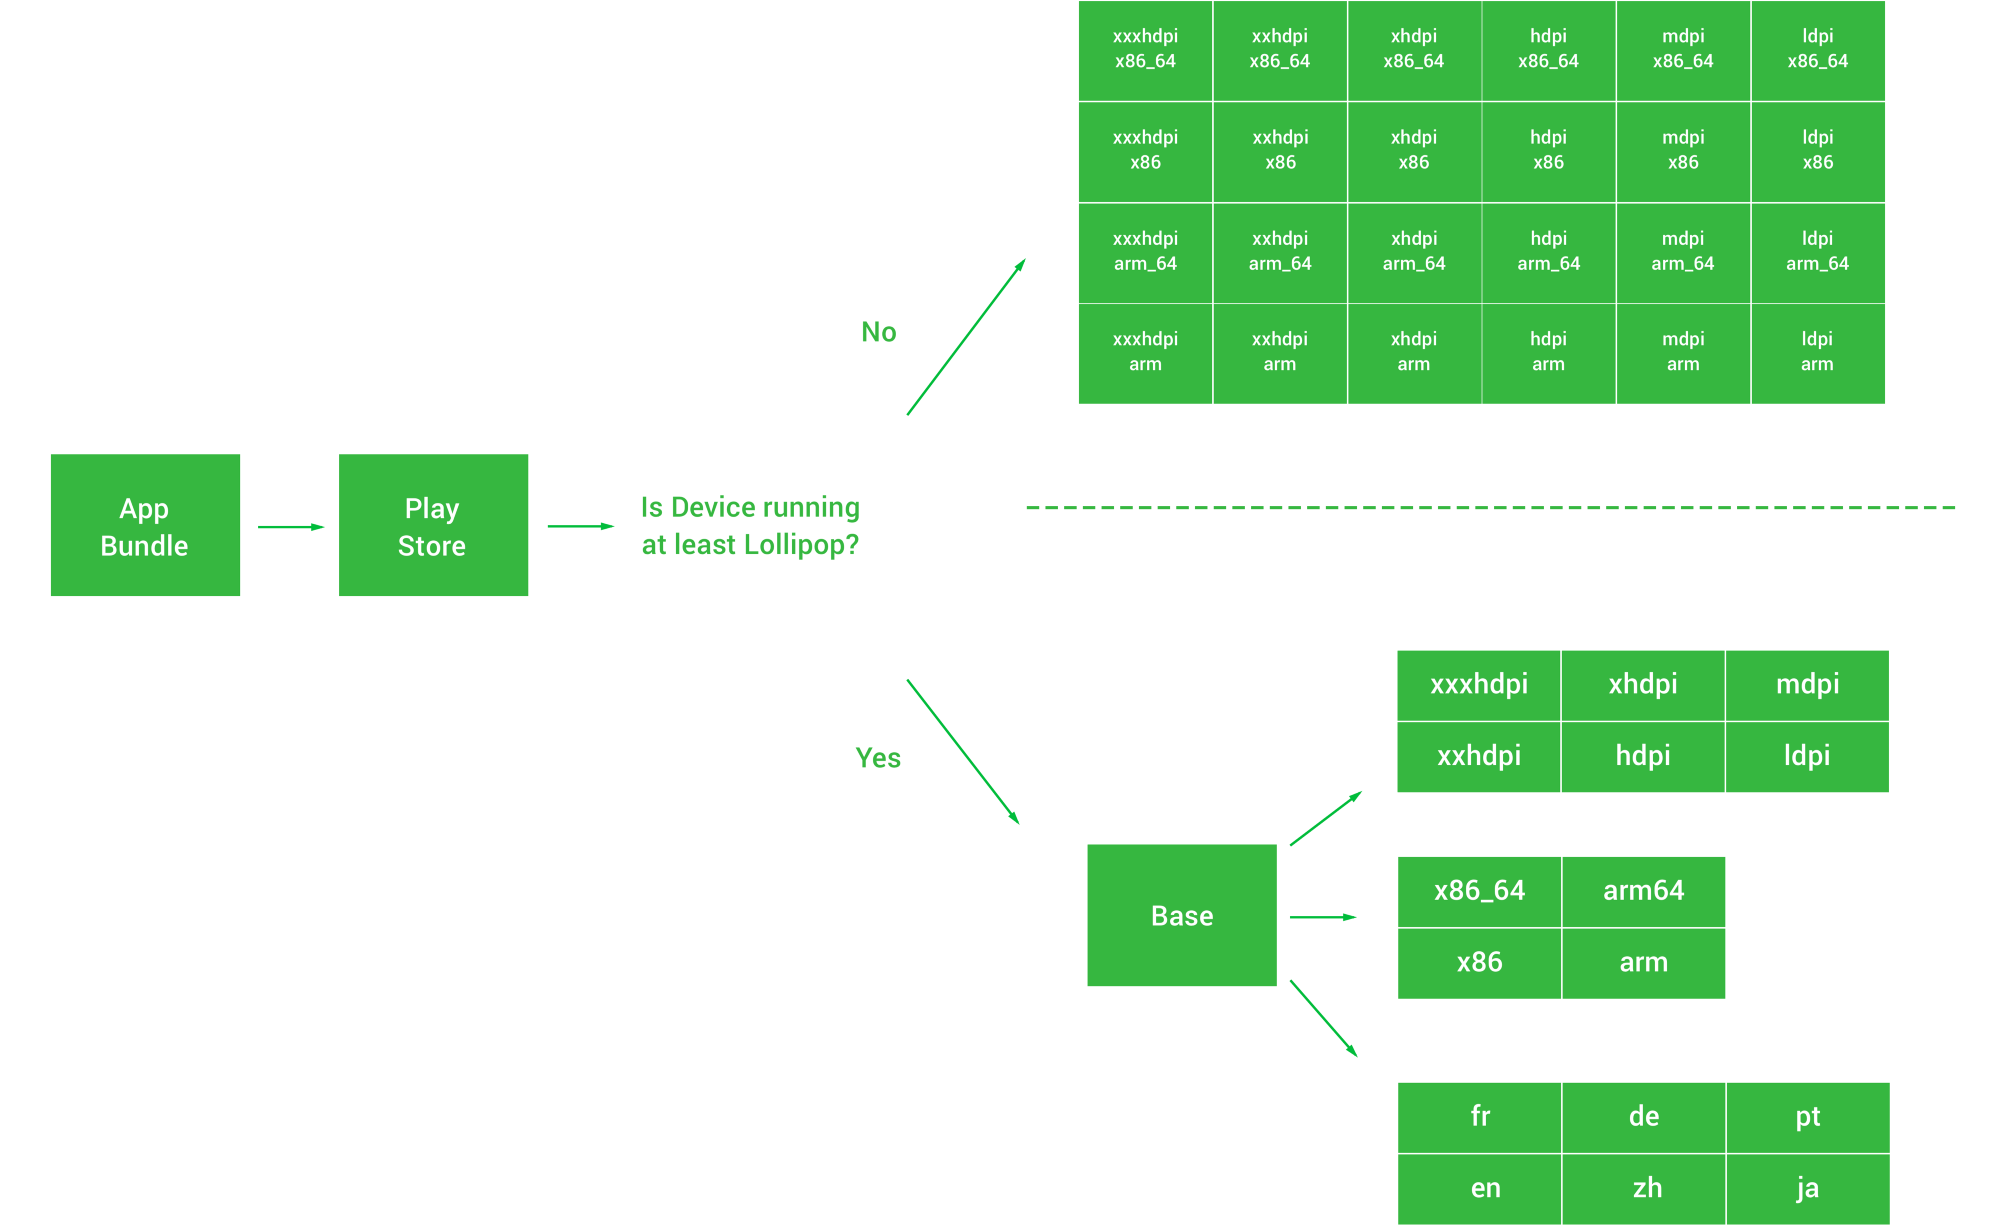 xxxhdpi
x86_64
xxhdpi
x86_64
xhdpi
x86_64
hdpi
x86_64
mdpi
x86_64
ldpi
x86_64
xxxhdpi
x86
xxhdpi
x86
xhdpi
x86
hdpi
x86
mdpi
x86
ldpi
x86
xxxhdpi
arm_64
xxhdpi
arm_64
xhdpi
arm_64
hdpi
arm_64
mdpi
arm_64
ldpi
arm_64
xxxhdpi
arm
xxhdpi
arm
xhdpi
arm
hdpi
arm
mdpi
arm
ldpi
arm
No
App
Bundle
Play
Store
Is Device running
at least Lollipop?
Yes
Base
xxxhdpi
xhdpi
mdpi
xxhdpi
hdpi
ldpi
x86_64
arm64
x86
arm
fr
de
pt
en
zh
ja